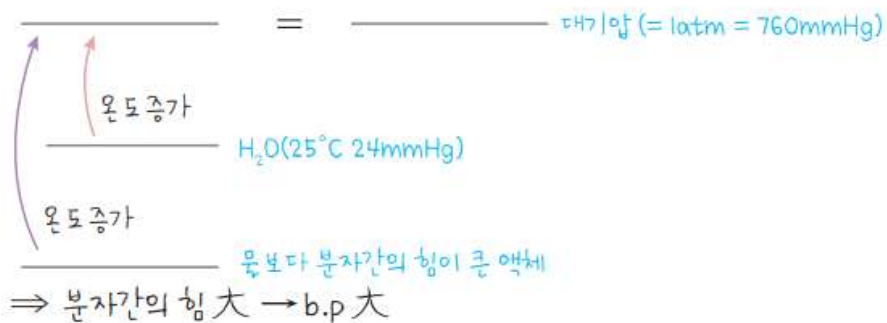 = 대기압 (= 1atm = 760mmHg)
온도증가
H₂O(25°C 24mmHg)
온도증가
물보다 분자간의 힘이 큰 액체
⇒ 분자간의 힘 大 → b.p 大